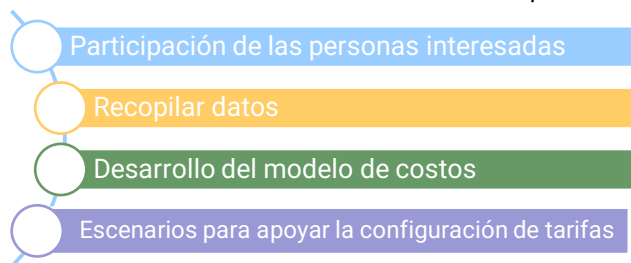 Participación de las personas interesadas
Recopilar datos
Desarrollo del modelo de costos
Escenarios para apoyar la configuración de tarifas